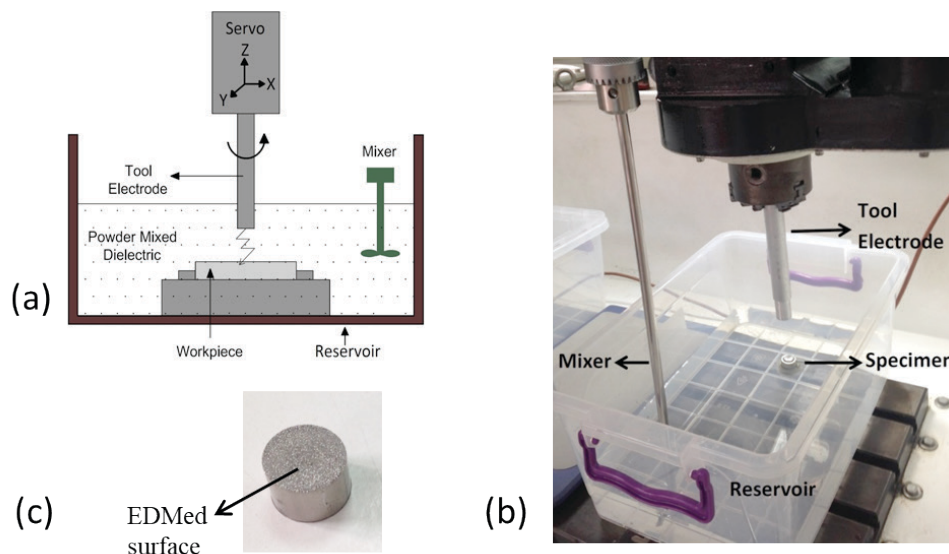 Servo
Z
X
Y
Tool
Electrode
Mixer
Powder Mixed
Dielectric
(a)
Workpiece
Reservoir
(c)
EDMed
surface
Tool
Electrode
Mixer
Specimen
Reservoir
(b)